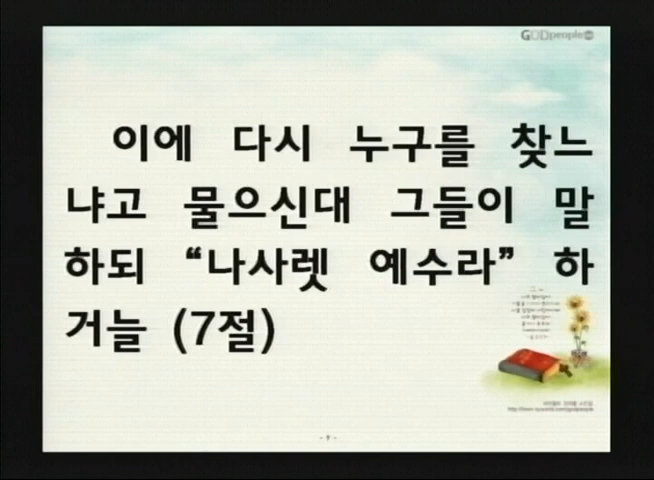 GODpeople
이에 다시 누구를 찾느
냐고 물으신대 그들이 말
하되 “나사렛 예수라” 하
거늘 (7절)
- 9 -